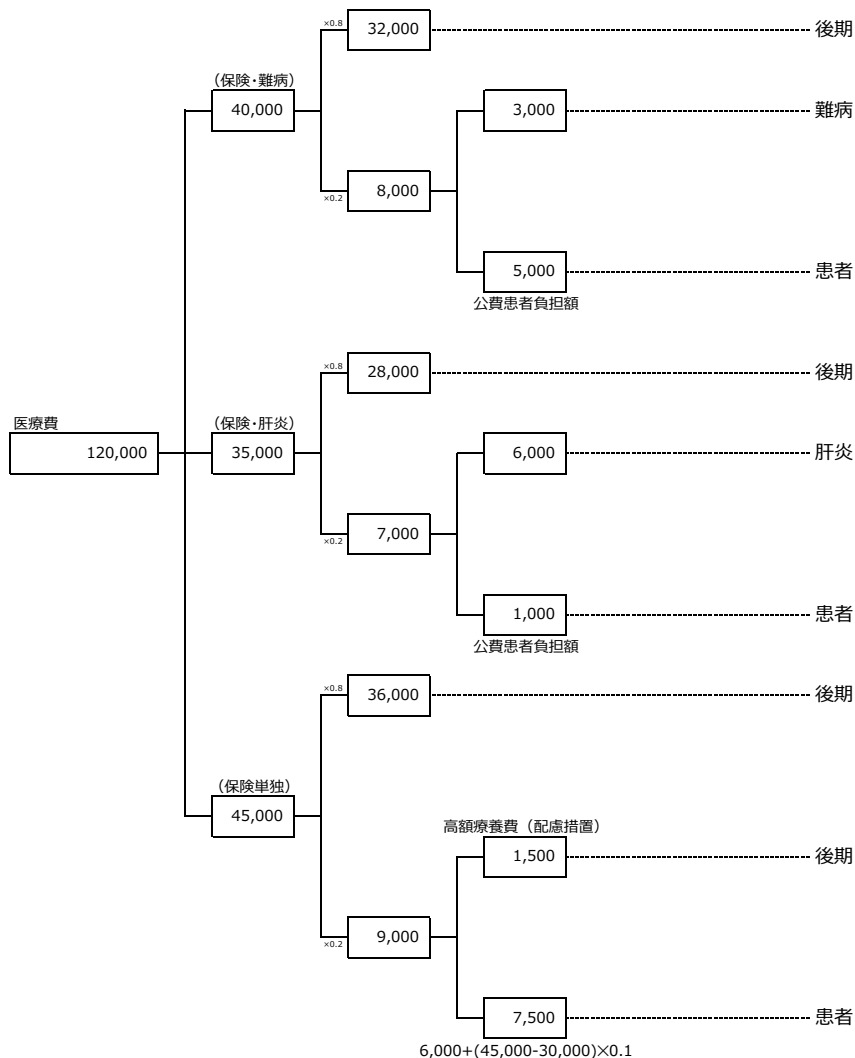 ×0.8
32,000
後期
（保険・難病）
40,000
3,000
難病
×0.2
8,000
5,000
患者
公費患者負担額
×0.8
28,000
後期
医療費
120,000
（保険・肝炎）
35,000
6,000
肝炎
×0.2
7,000
1,000
患者
公費患者負担額
×0.8
36,000
後期
（保険単独）
45,000
高額療養費（配慮措置）
1,500
後期
×0.2
9,000
7,500
患者
6,000+(45,000-30,000)×0.1